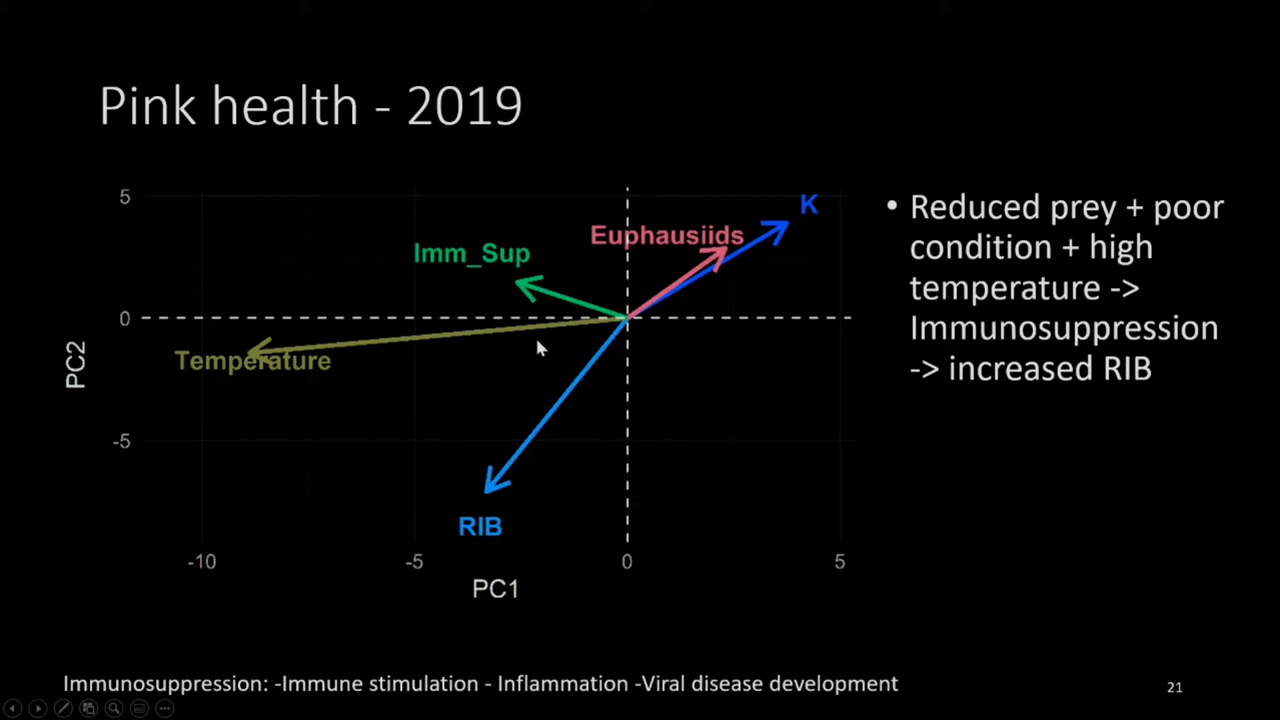 Pink health - 2019
5
0
-5
PC2
-10
-5
0
5
PC1
Imm_Sup
Euphausiids
K
Temperature
RIB
• Reduced prey + poor
condition + high
temperature ->
Immunosuppression
-> increased RIB
Immunosuppression: -Immune stimulation - Inflammation -Viral disease development
21